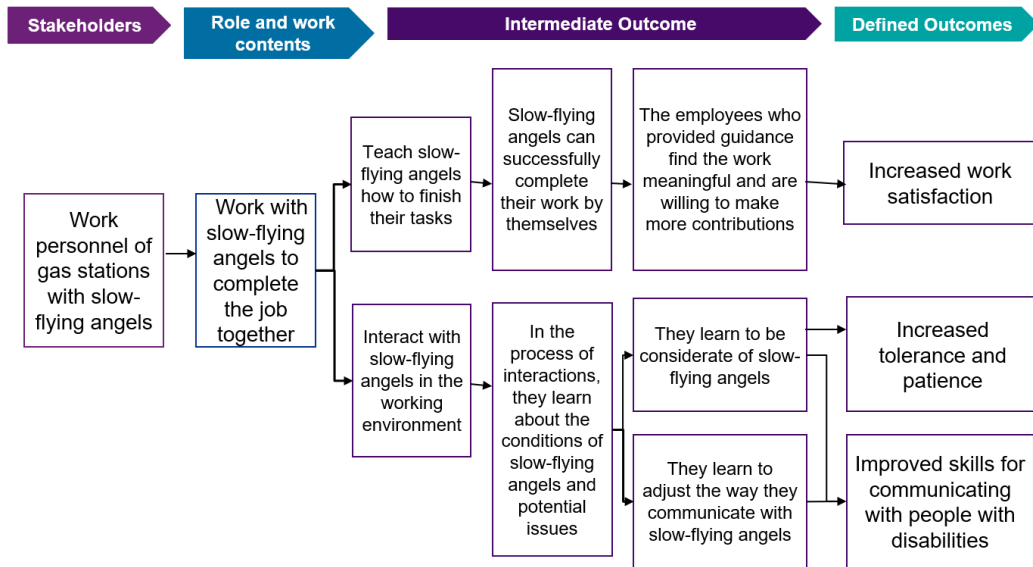 Stakeholders
Role and work
contents
Intermediate Outcome
Defined Outcomes
Work
personnel of
gas stations
with slow-
flying angels
Work with
slow-flying
angels to
complete
the job
together
Teach slow-
flying angels
how to finish
their tasks
Slow-flying
angels can
successfully
complete
their work by
themselves
The employees who
provided guidance
find the work
meaningful and are
willing to make
more contributions
Increased work
satisfaction
Interact with
slow-flying
angels in the
working
environment
In the
process of
interactions,
they learn
about the
conditions of
slow-flying
angels and
potential
issues
They learn to be
considerate of slow-
flying angels
Increased
tolerance and
patience
They learn to
adjust the way they
communicate with
slow-flying angels
Improved skills for
communicating
with people with
disabilities